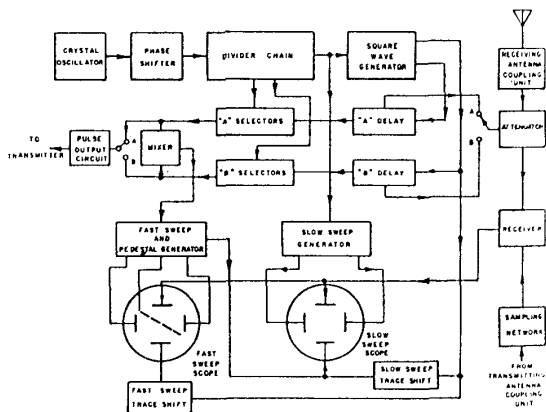 CRYSTAL
OSCILLATOR
PHASE
SHIFTER
DIVIDER CHAIN
SQUARE
WAVE
GENERATOR
RECEIVING
ANTENNA
COUPLING
UNIT
"A" SELECTORS
"A" DELAY
A
B
ATTENUATOR
TO
TRANSMITTER
PULSE
OUTPUT
CIRCUIT
A
B
MIXER
"B" SELECTORS
"B" DELAY
FAST SWEEP
AND
PEDESTAL GENERATOR
SLOW SWEEP
GENERATOR
RECEIVER
FAST
SWEEP
SCOPE
SLOW
SWEEP
SCOPE
SAMPLING
NETWORK
FAST SWEEP
TRACE SHIFT
SLOW SWEEP
TRACE SHIFT
FROM
TRANSMITTING
ANTENNA
COUPLING
UNIT